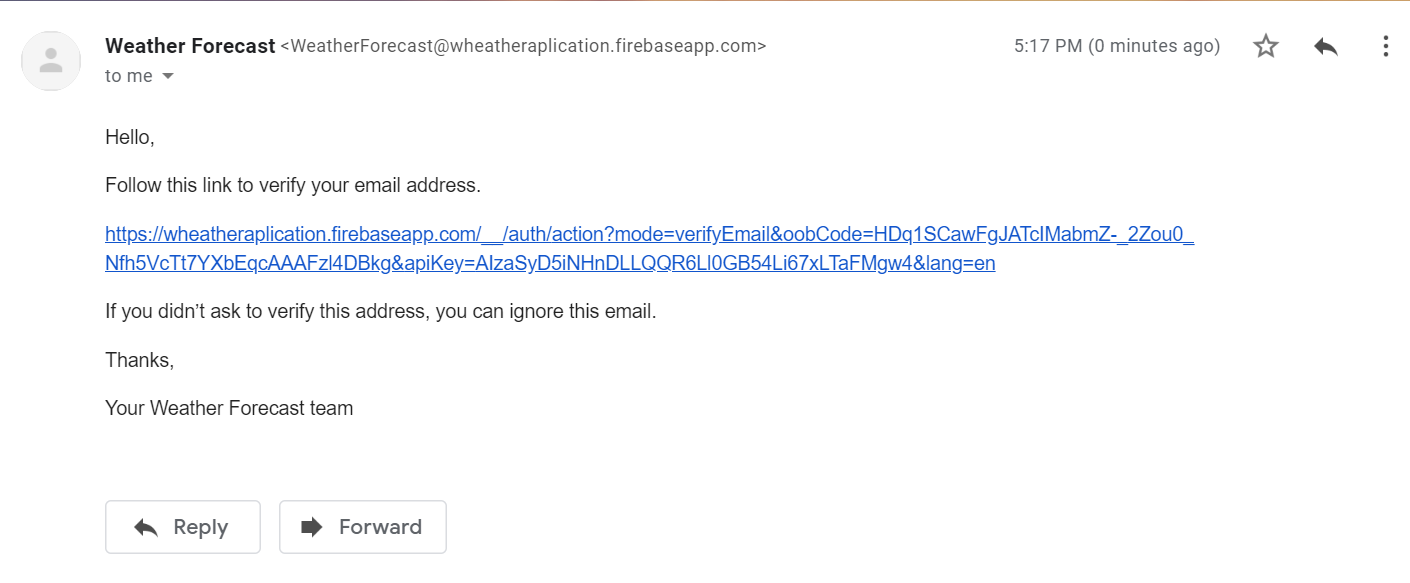 Weather Forecast <WeatherForecast@wheatheraplication.firebaseapp.com> 5:17 PM (0 minutes ago)
to me
Hello,
Follow this link to verify your email address.
https://wheatheraplication.firebaseapp.com/__/auth/action?mode=verifyEmail&oobCode=HDq1SCawFgJATcIMabmZ-_2Zou0_
Nfh5VcTt7YXbEqcAAAFzl4DBkg&apiKey=AIzaSyD5iNHnDLLQQR6Ll0GB54Li67xLTaFMgw4&lang=en
If you didn’t ask to verify this address, you can ignore this email.
Thanks,
Your Weather Forecast team
Reply Forward